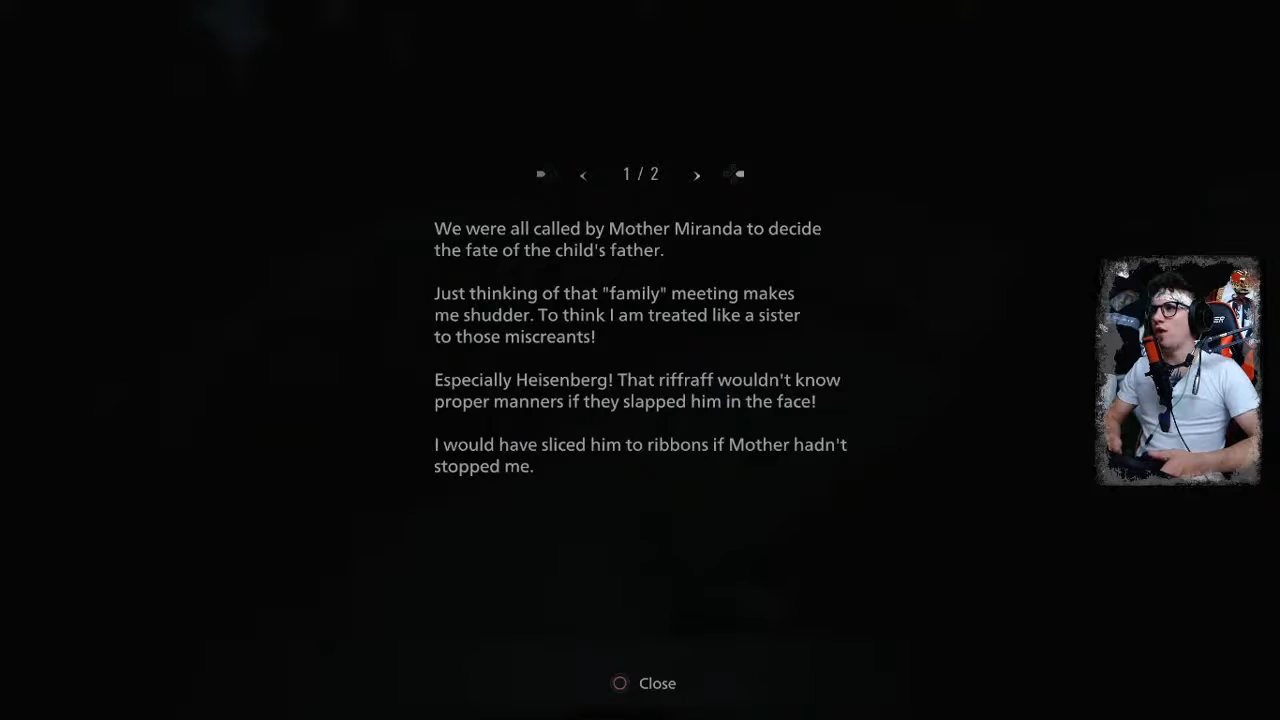 1 / 2
We were all called by Mother Miranda to decide
the fate of the child's father.
Just thinking of that "family" meeting makes
me shudder. To think I am treated like a sister
to those miscreants!
Especially Heisenberg! That riffraff wouldn't know
proper manners if they slapped him in the face!
I would have sliced him to ribbons if Mother hadn't
stopped me.
Close